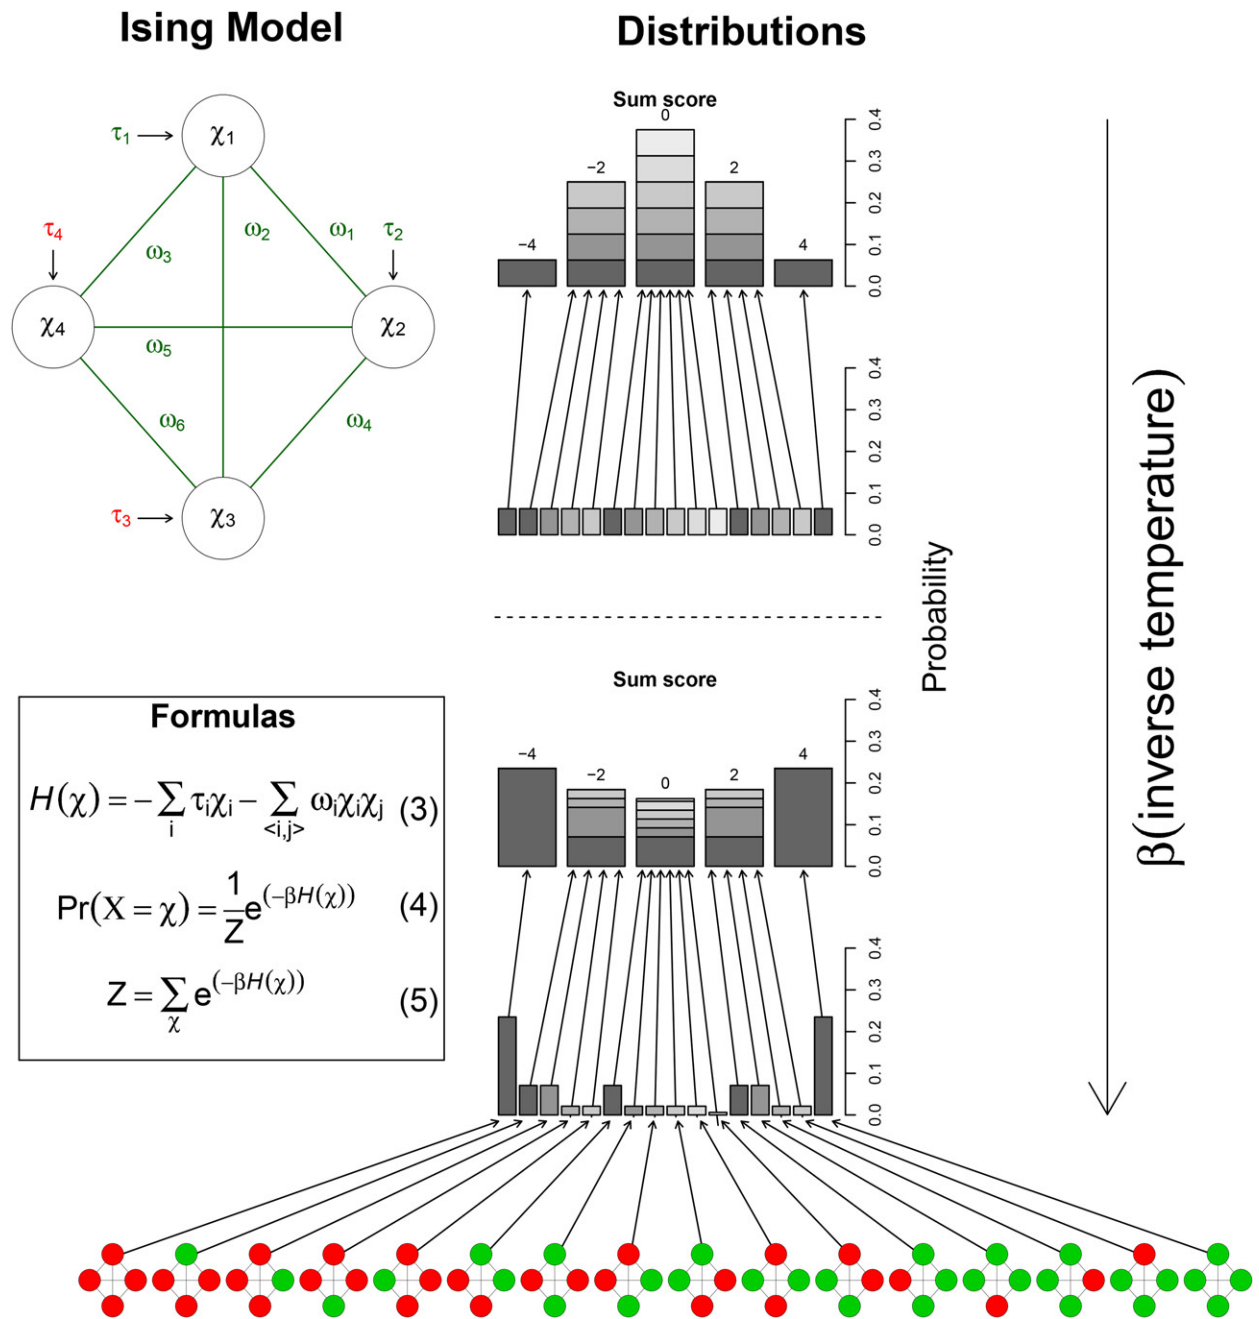 Ising Model
χ1
τ1
τ4
ω3
ω2
ω1
τ2
χ4
χ2
ω5
ω6
ω4
τ3
χ3
Formulas
H(χ) = − ∑i τiχi − ∑<i,j> ωiχiχj (3)
Pr(X = χ) = 1/Z e(−βH(χ)) (4)
Z = ∑χ e(−βH(χ)) (5)
Distributions
Sum score
0
−2
2
−4
4
0.0 0.1 0.2 0.3 0.4
0.0 0.1 0.2 0.3 0.4
Sum score
−4
4
−2
0
2
0.0 0.1 0.2 0.3 0.4
0.0 0.1 0.2 0.3 0.4
Probability
β(inverse temperature)